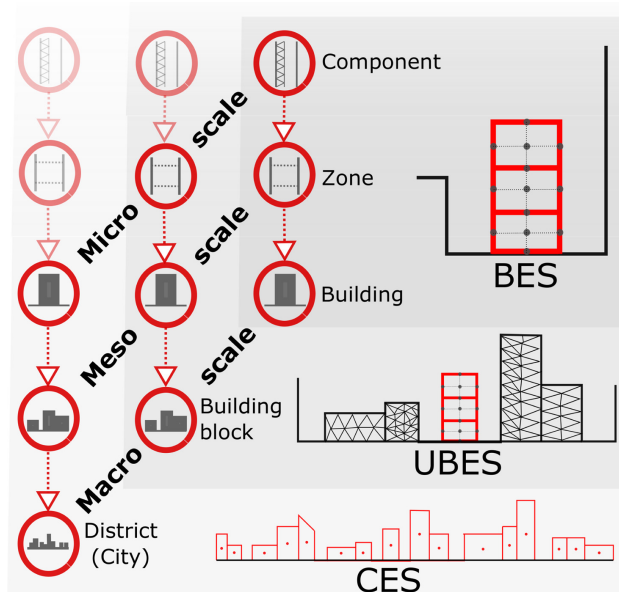 Component
Zone
Building
BES
Micro scale
Meso scale
Building
block
UBES
Macro scale
District
(City)
CES